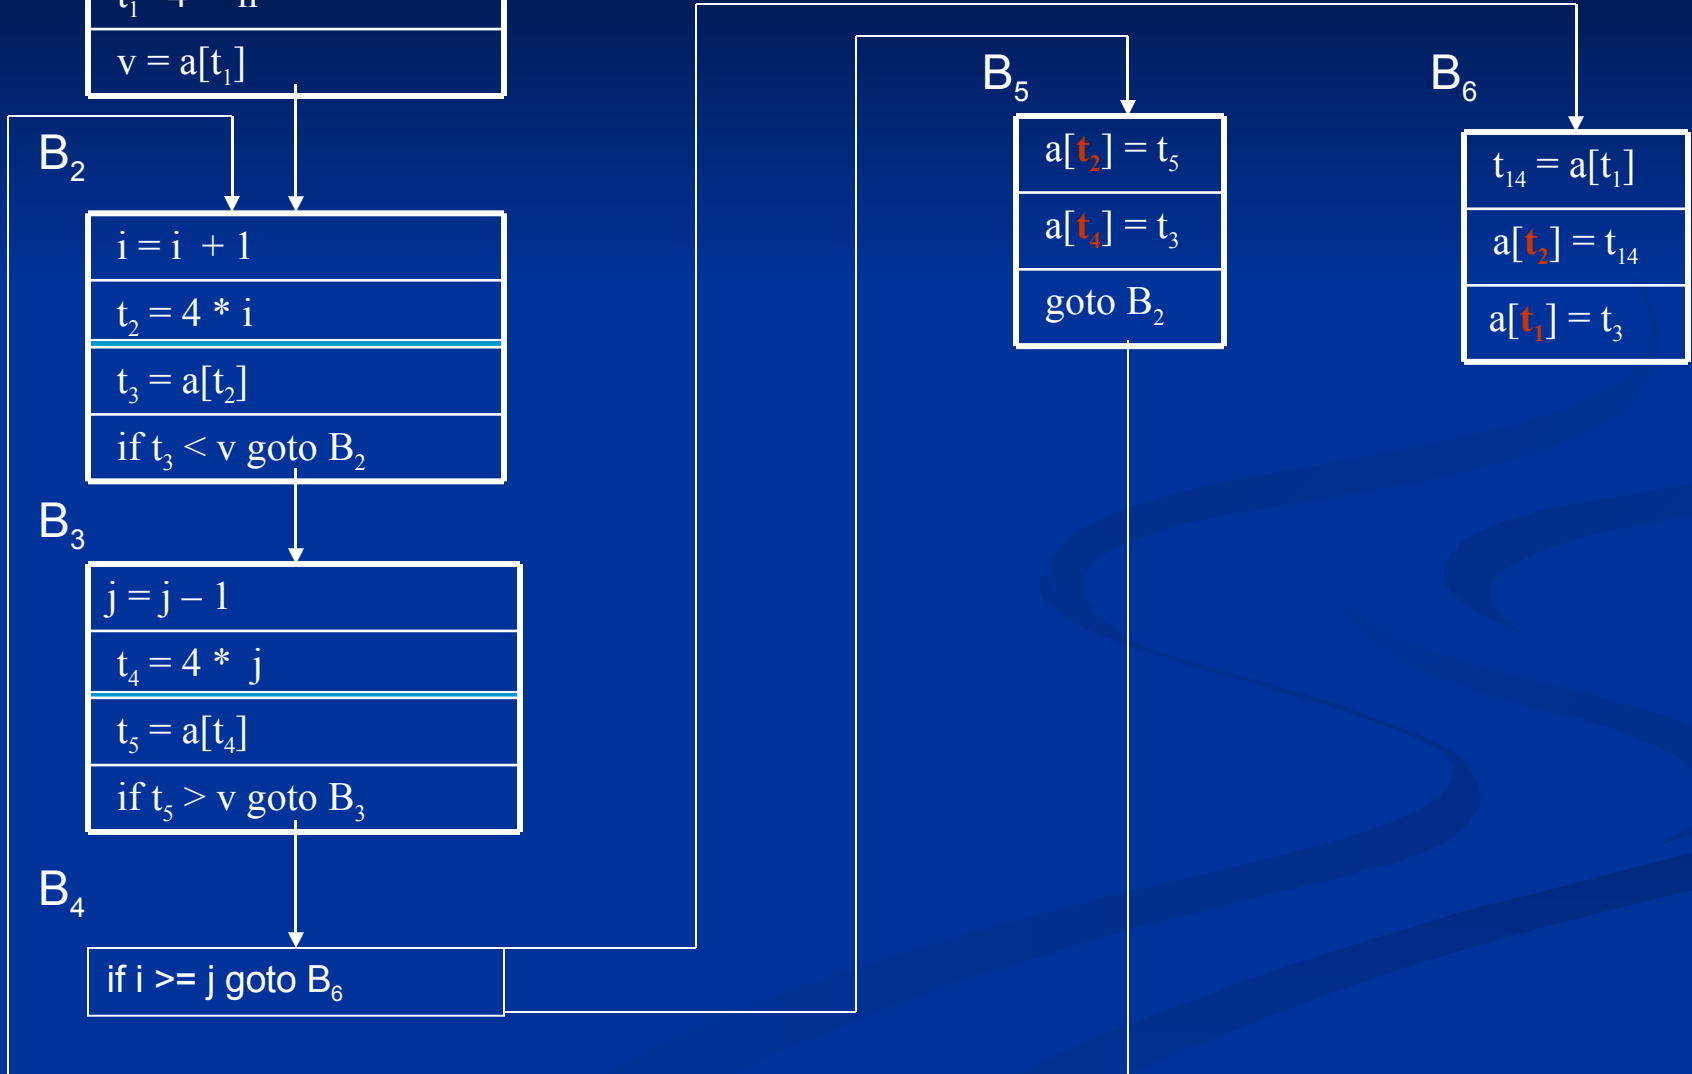 v = a[t₁]
B₂
i = i + 1
t₂ = 4 * i
t₃ = a[t₂]
if t₃ < v goto B₂
B₃
j = j – 1
t₄ = 4 * j
t₅ = a[t₄]
if t₅ > v goto B₃
B₄
if i >= j goto B₆
B₅
a[t₂] = t₅
a[t₄] = t₃
goto B₂
B₆
t₁₄ = a[t₁]
a[t₂] = t₁₄
a[t₁] = t₃